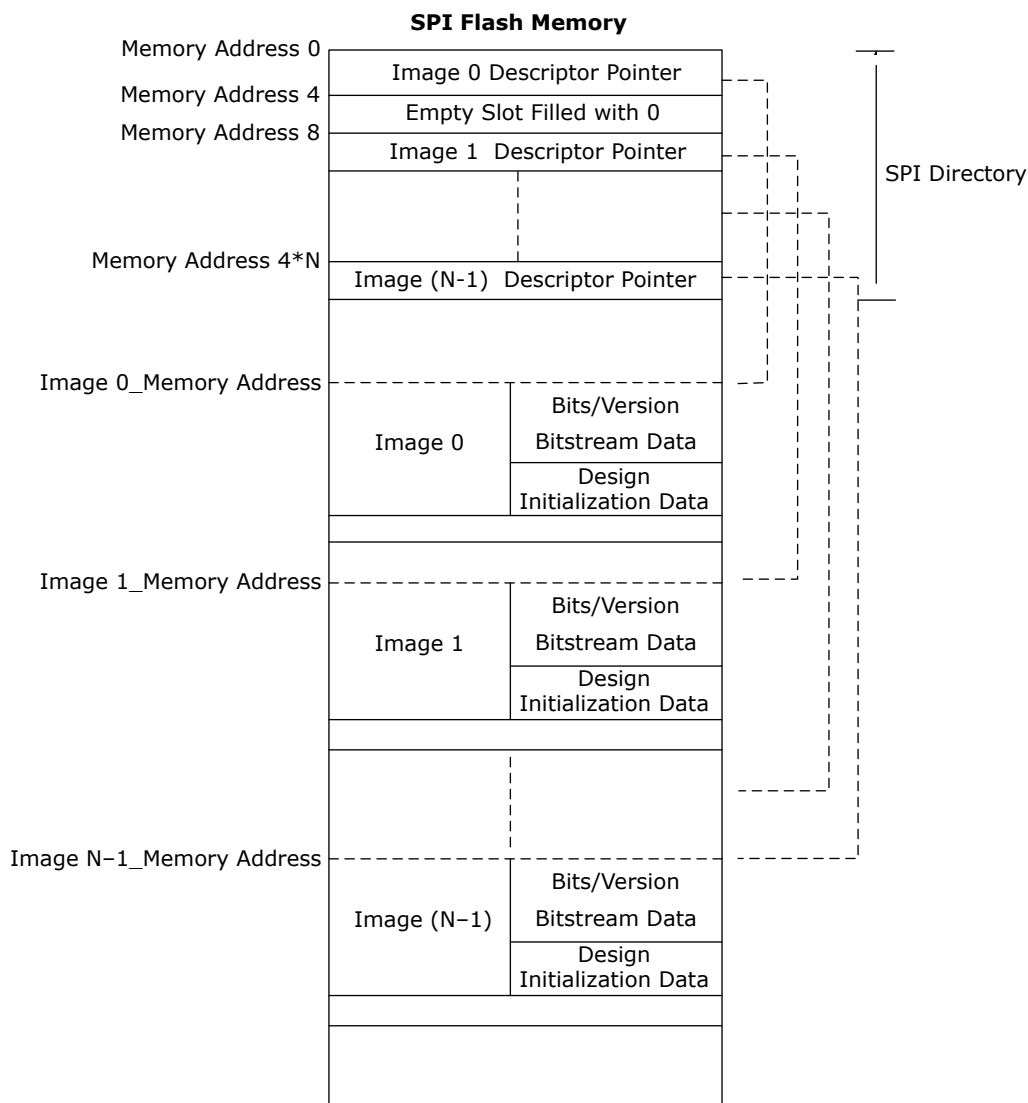 SPI Flash Memory
Memory Address 0
Image 0 Descriptor Pointer
Memory Address 4
Empty Slot Filled with 0
Memory Address 8
Image 1  Descriptor Pointer
SPI Directory
Memory Address 4*N
Image (N-1)  Descriptor Pointer
Image 0_Memory Address
Bits/Version
Image 0
Bitstream Data
Design
Initialization Data
Image 1_Memory Address
Bits/Version
Image 1
Bitstream Data
Design
Initialization Data
Image N–1_Memory Address
Bits/Version
Image (N–1)
Bitstream Data
Design
Initialization Data